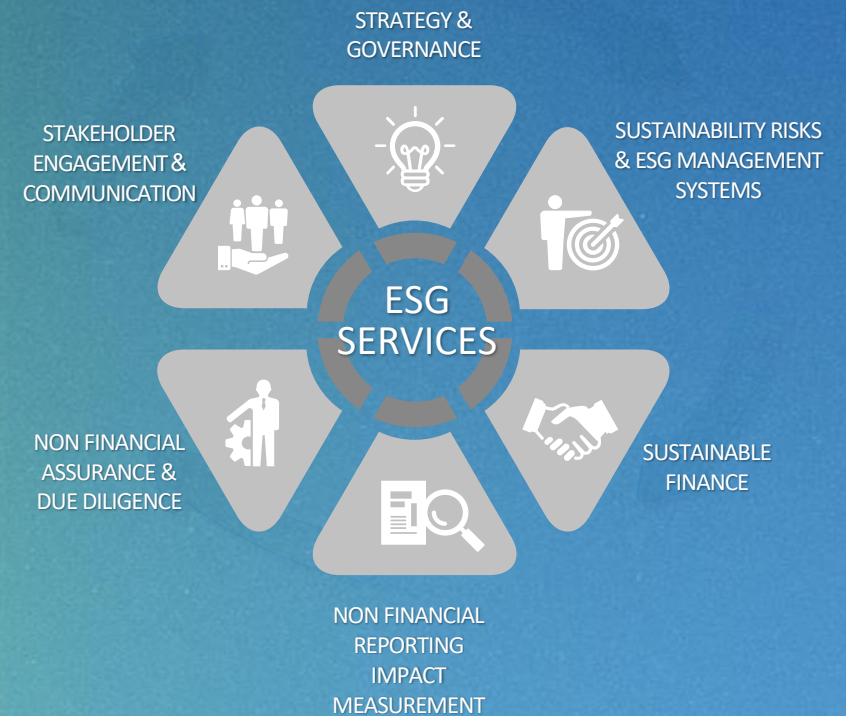 STRATEGY &
GOVERNANCE
STAKEHOLDER
ENGAGEMENT &
COMMUNICATION
SUSTAINABILITY RISKS
& ESG MANAGEMENT
SYSTEMS
ESG
SERVICES
NON FINANCIAL
ASSURANCE &
DUE DILIGENCE
SUSTAINABLE
FINANCE
NON FINANCIAL
REPORTING
IMPACT
MEASUREMENT